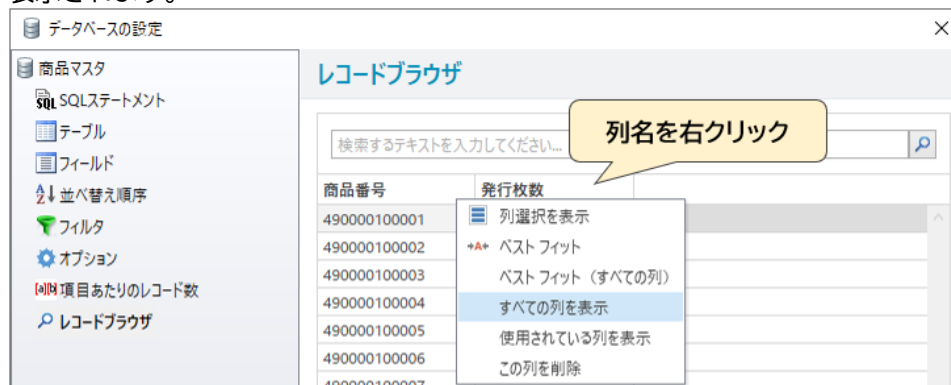 表示されます。
データベースの設定
商品マスタ
SQLステートメント
テーブル
フィールド
並べ替え順序
フィルタ
オプション
項目あたりのレコード数
レコードブラウザ
レコードブラウザ
検索するテキストを入力してください...
列名を右クリック
商品番号 発行枚数
490000100001
490000100002
490000100003
490000100004
490000100005
490000100006
490000100007
列選択を表示
ベスト フィット
ベスト フィット（すべての列）
すべての列を表示
使用されている列を表示
この列を削除